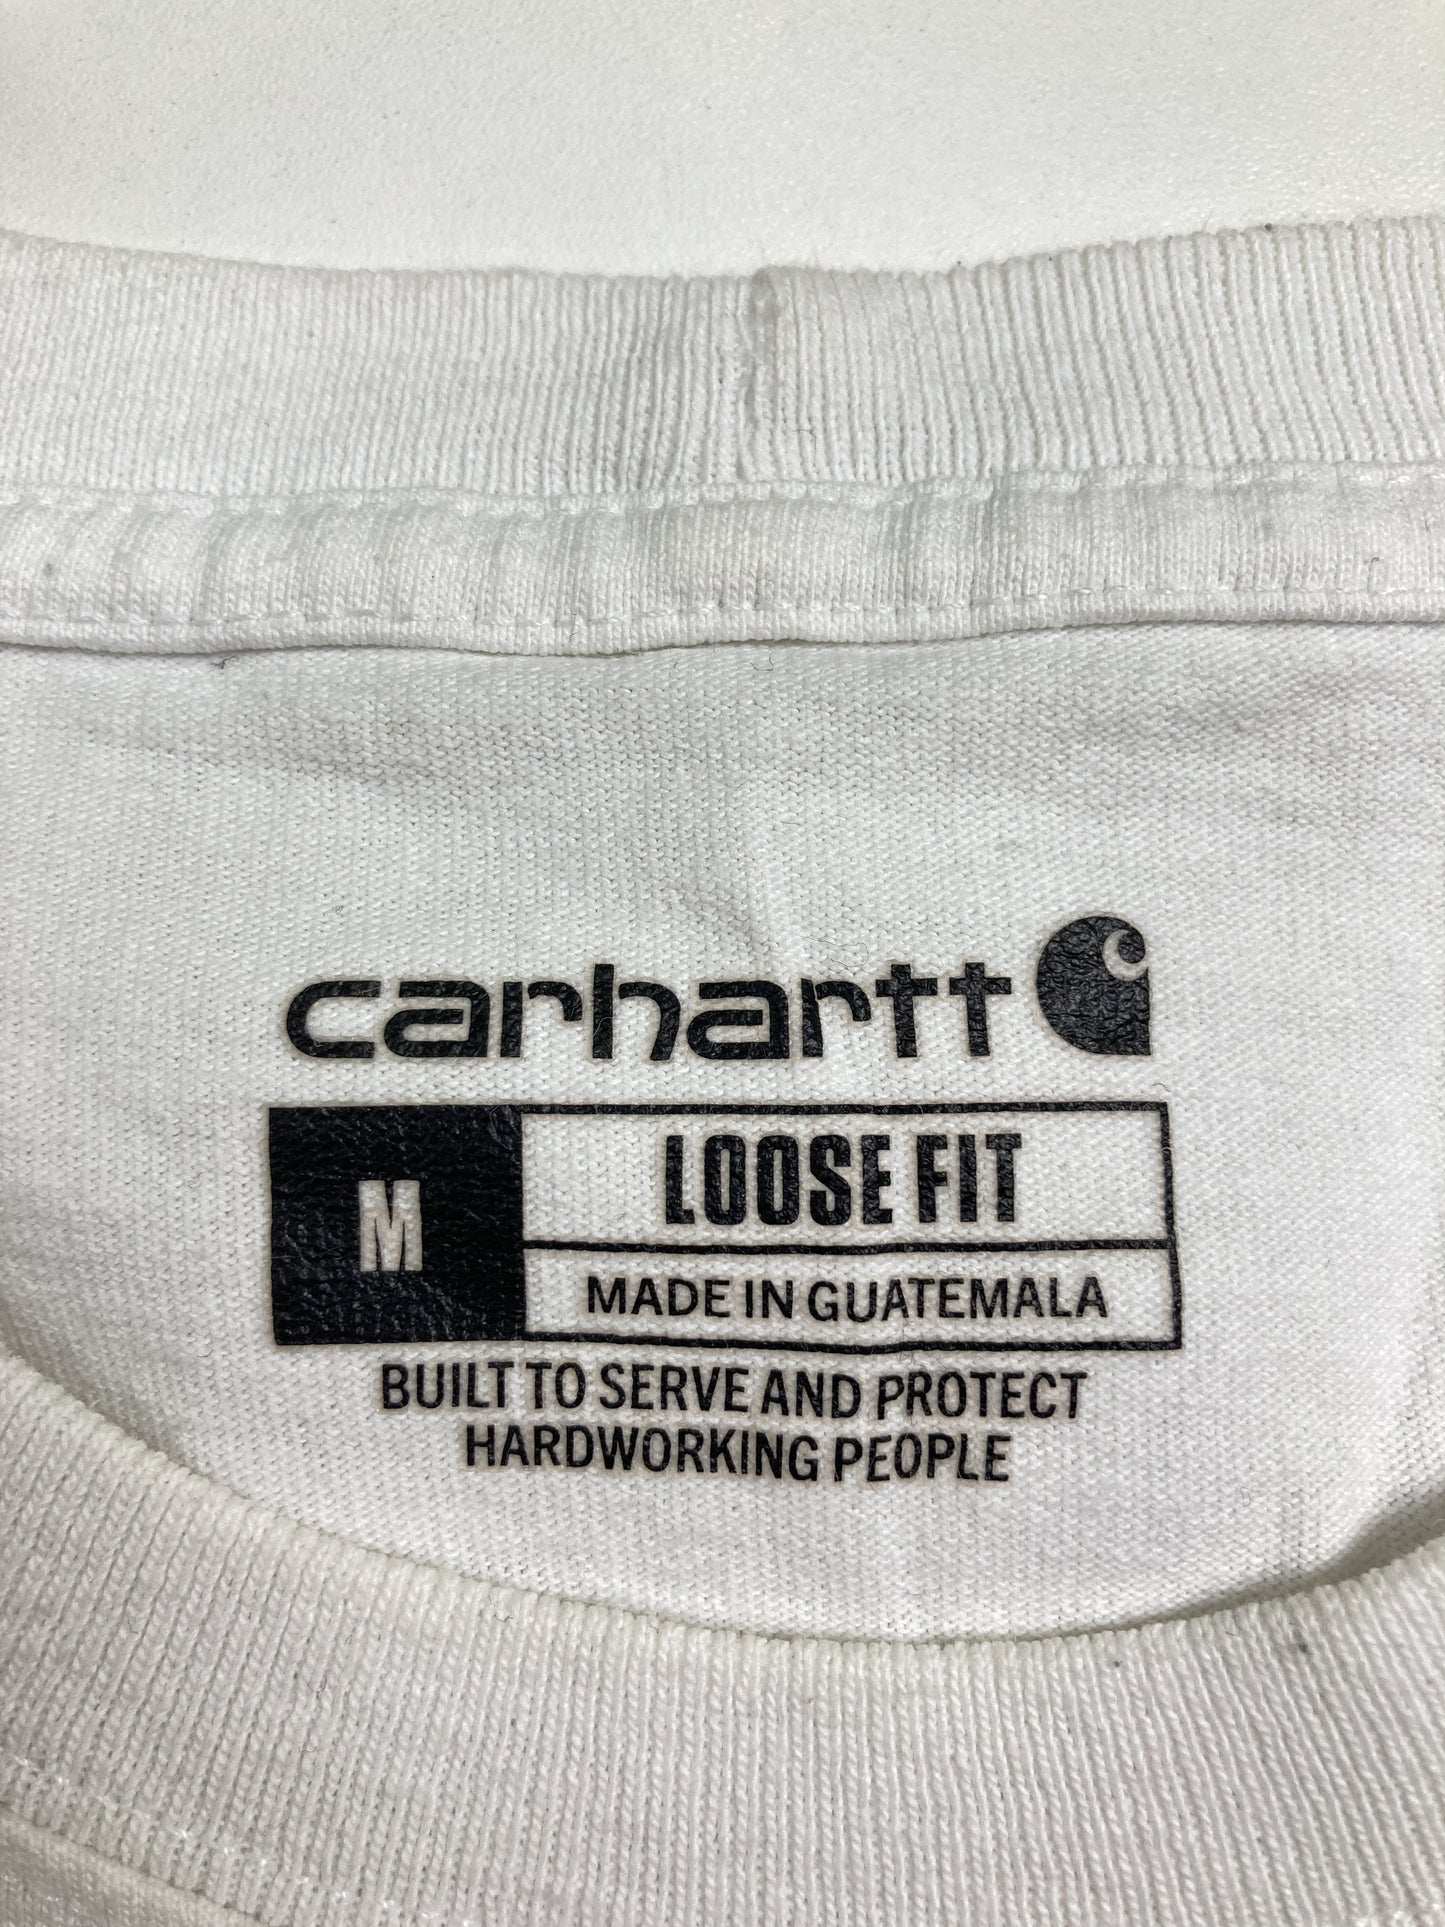 carhartt
M
LOOSE FIT
MADE IN GUATEMALA
BUILT TO SERVE AND PROTECT
HARDWORKING PEOPLE